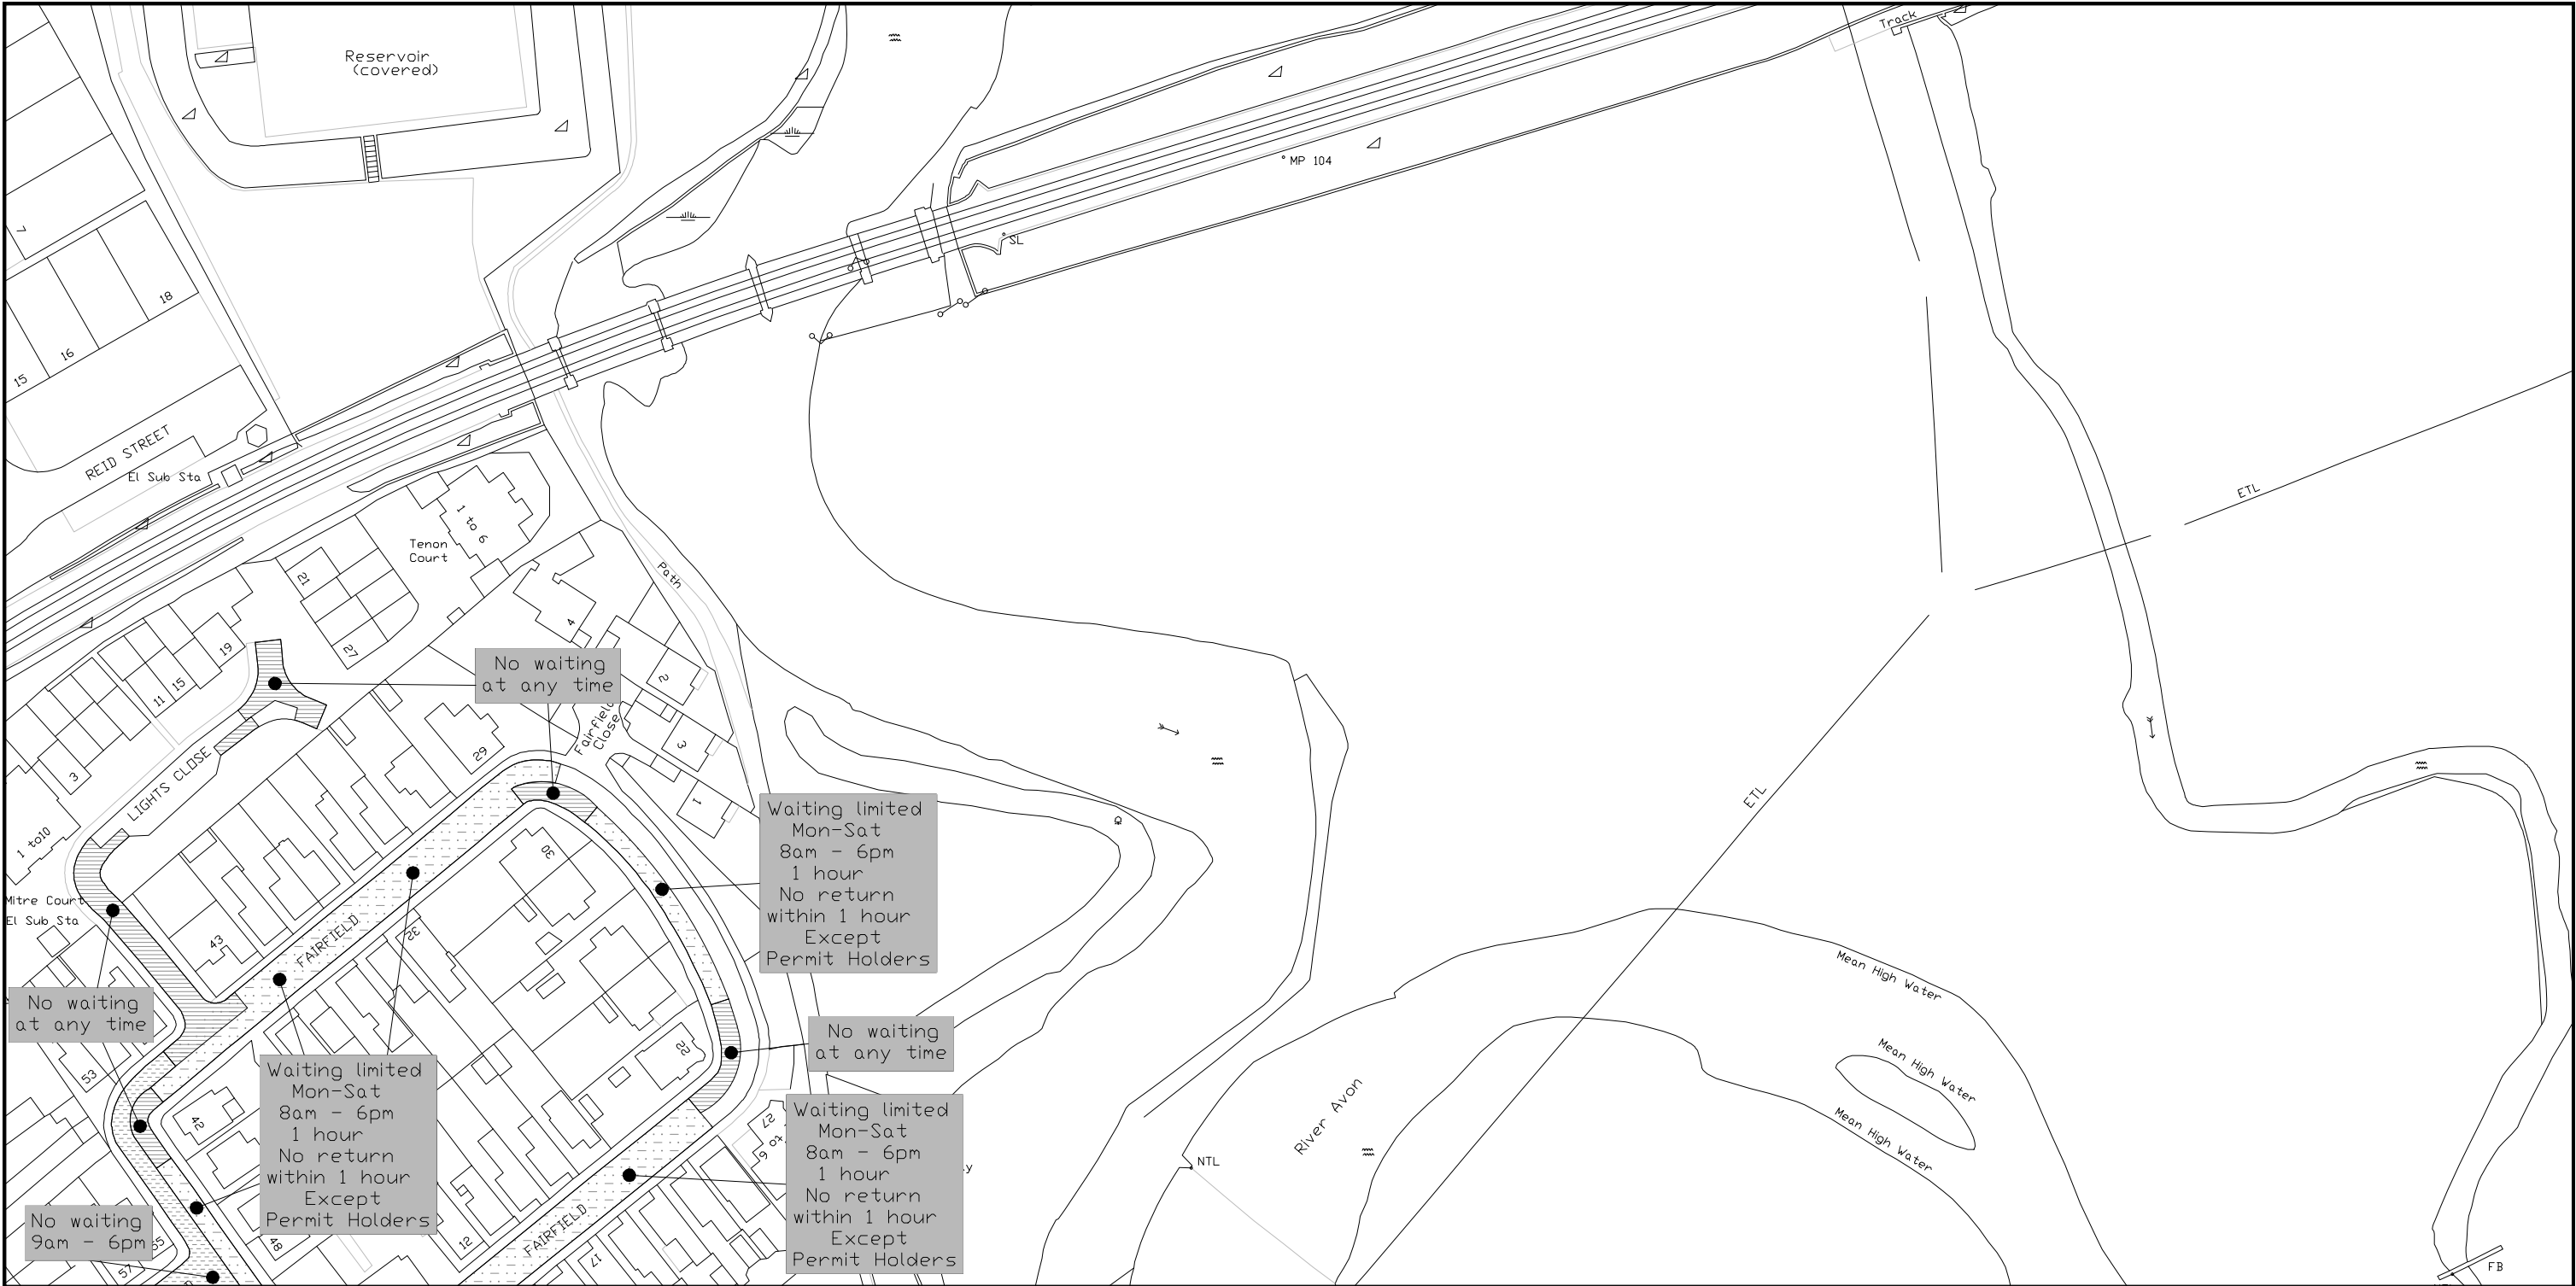 Track
Reservoir
(covered)
MP 104
7
SL
18
16
15
REID STREET
El Sub Sta
ETL
1 to 6
Tenon
Court
21
Path
4
27
19
No waiting
at any time
2
15
11
Fairfield
Close
3
29
3
LIGHTS CLOSE
ETL
1
Waiting limited
Mon-Sat
8am - 6pm
1 hour
No return
within 1 hour
Except
Permit Holders
1 to10
30
Mitre Court
El Sub Sta
43
FAIRFIELD
32
Mean High Water
No waiting
at any time
No waiting
at any time
22
53
Mean High Water
Waiting limited
Mon-Sat
8am - 6pm
1 hour
No return
within 1 hour
Except
Permit Holders
42
Waiting limited
Mon-Sat
8am - 6pm
1 hour
No return
within 1 hour
Except
Permit Holders
27
to 9
River Avon
Mean High Water
NTL
No waiting
9am - 6pm
55
48
12
FAIRFIELD
17
57
FB